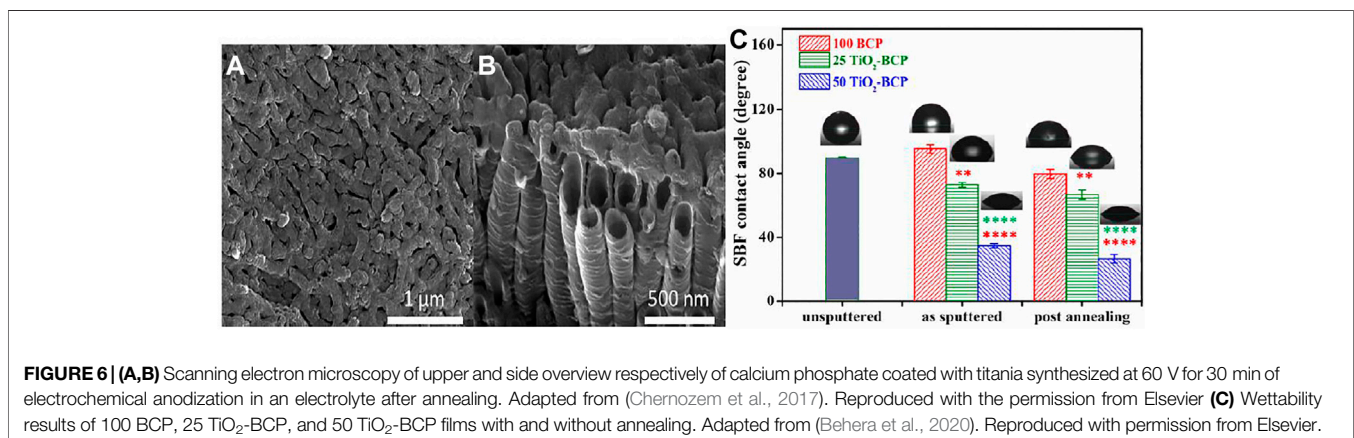 A
1 μm
B
500 nm
C
100 BCP
25 TiO₂-BCP
50 TiO₂-BCP
SBF contact angle (degree)
160
120
80
40
0
**
****
****
**
****
****
unsputtered
as sputtered
post annealing
FIGURE 6 | (A,B) Scanning electron microscopy of upper and side overview respectively of calcium phosphate coated with titania synthesized at 60 V for 30 min of
electrochemical anodization in an electrolyte after annealing. Adapted from (Chernozem et al., 2017). Reproduced with the permission from Elsevier (C) Wettability
results of 100 BCP, 25 TiO₂-BCP, and 50 TiO₂-BCP films with and without annealing. Adapted from (Behera et al., 2020). Reproduced with permission from Elsevier.